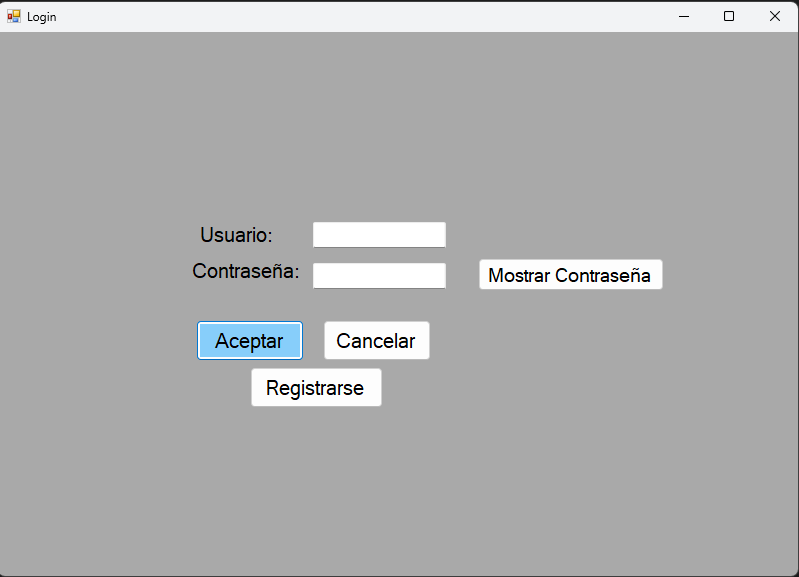 Login
Usuario:
Contraseña:
Mostrar Contraseña
Aceptar
Cancelar
Registrarse